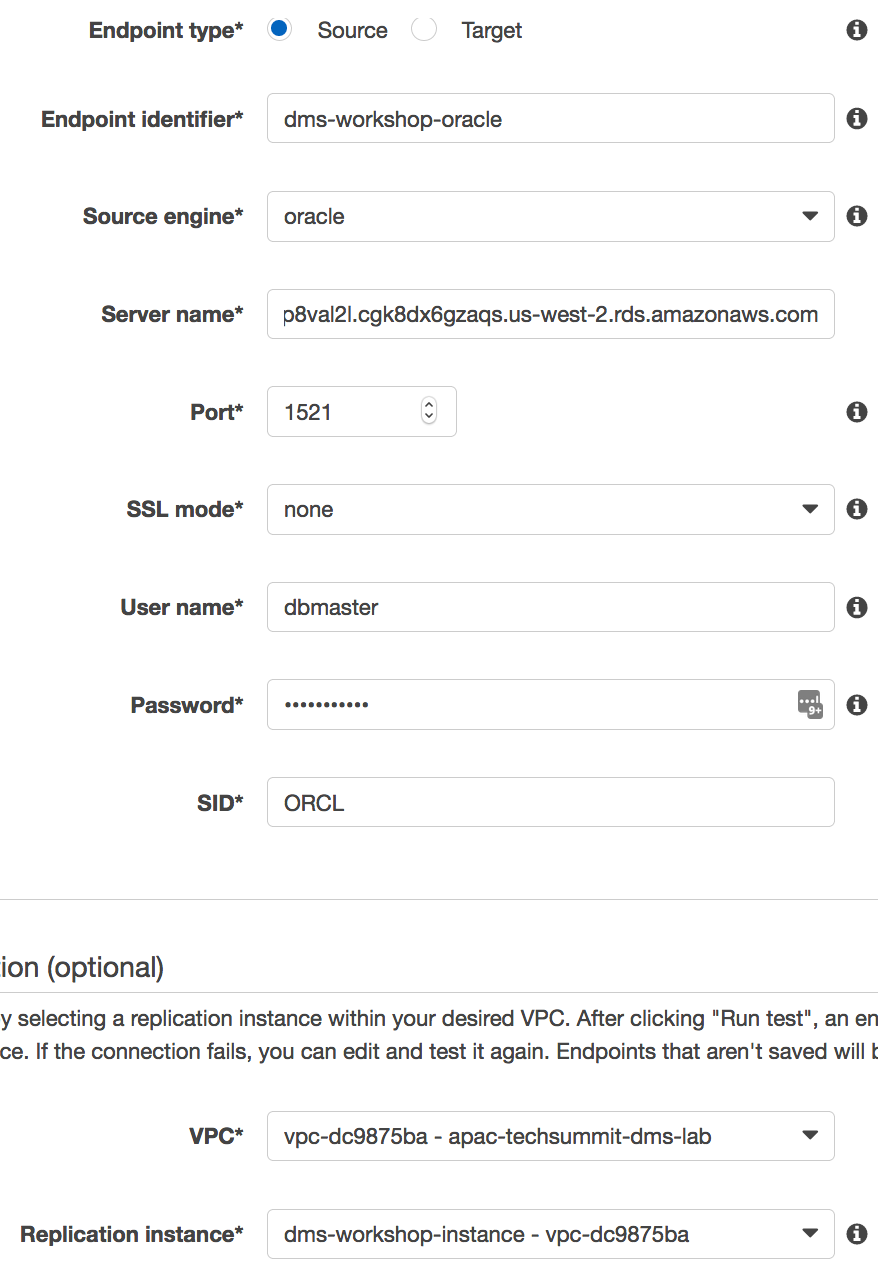 Endpoint type* Source Target
Endpoint identifier* dms-workshop-oracle
Source engine* oracle
Server name* p8val2l.cgk8dx6gzaqs.us-west-2.rds.amazonaws.com
Port* 1521
SSL mode* none
User name* dbmaster
Password* •••••••••••
9+
SID* ORCL
tion (optional)
y selecting a replication instance within your desired VPC. After clicking "Run test", an en
ce. If the connection fails, you can edit and test it again. Endpoints that aren't saved will b
VPC* vpc-dc9875ba - apac-techsummit-dms-lab
Replication instance* dms-workshop-instance - vpc-dc9875ba